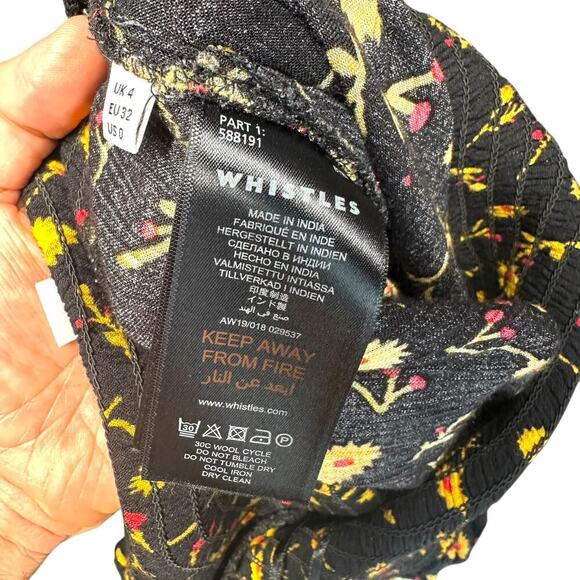 UK 4
EU 32
US 0
PART 1:
588191
WHISTLES
MADE IN INDIA
FABRIQUÉ EN INDE
HERGESTELLT IN INDIEN
СДЕЛАНО В ИНДИИ
HECHO EN INDIA
VALMISTETTU INTIASSA
TILLVERKAD I INDIEN
印度制造
インド製
صنع في الهند
AW19/018 029537
KEEP AWAY
FROM FIRE
ابعد عن النار
www.whistles.com
30
P
30C WOOL CYCLE
DO NOT BLEACH
DO NOT TUMBLE DRY
COOL IRON
DRY CLEAN